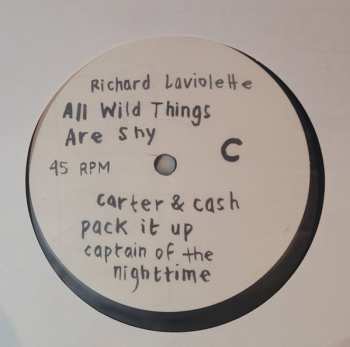 Richard Laviolette
All Wild Things
Are Shy
C
45 RPM
carter & cash
pack it up
captain of the
nighttime